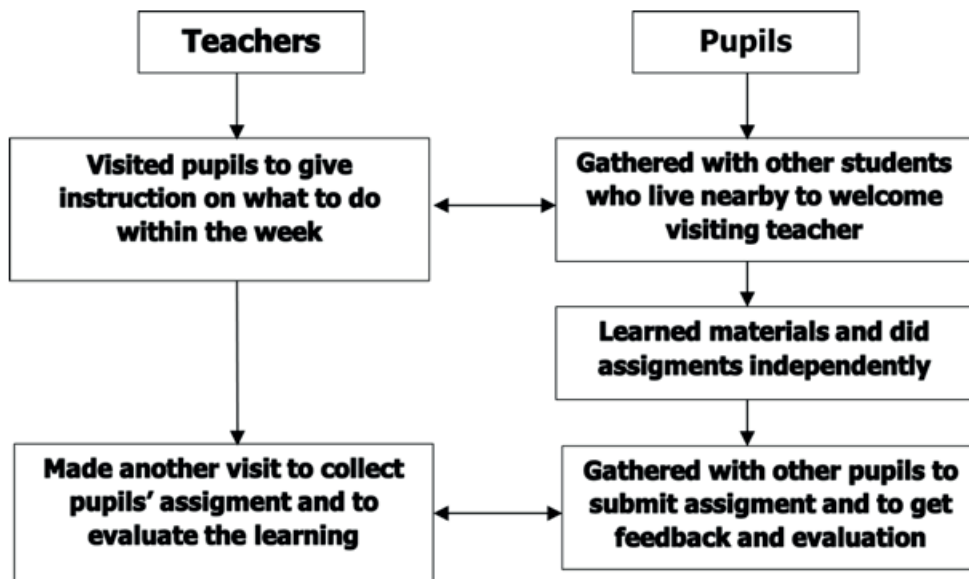 Teachers
Pupils
Visited pupils to give
instruction on what to do
within the week
Gathered with other students
who live nearby to welcome
visiting teacher
Learned materials and did
assigments independently
Made another visit to collect
pupils’ assigment and to
evaluate the learning
Gathered with other pupils to
submit assigment and to get
feedback and evaluation